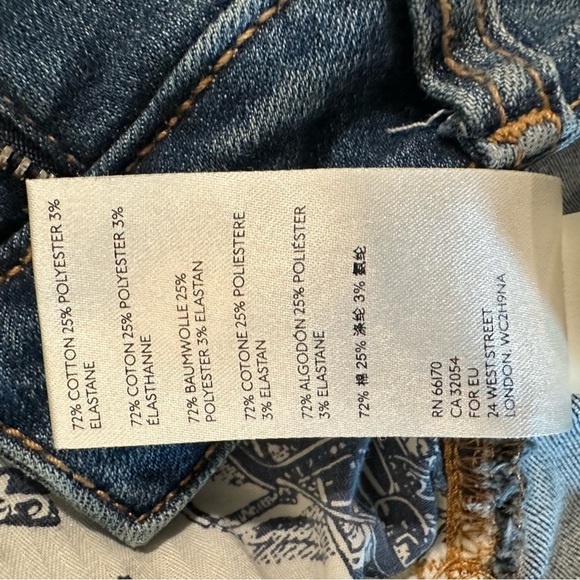 72% COTTON 25% POLYESTER 3%
ELASTANE
72% COTON 25% POLYESTER 3%
ÉLASTHANNE
72% BAUMWOLLE 25%
POLYESTER 3% ELASTAN
72% COTONE 25% POLIESTERE
3% ELASTAN
72% ALGODÓN 25% POLIÉSTER
3% ELASTANE
72% 棉 25% 涤纶 3% 氨纶
RN 66170
CA 32054
FOR EU
24 WEST STREET
LONDON, WC2H9NA